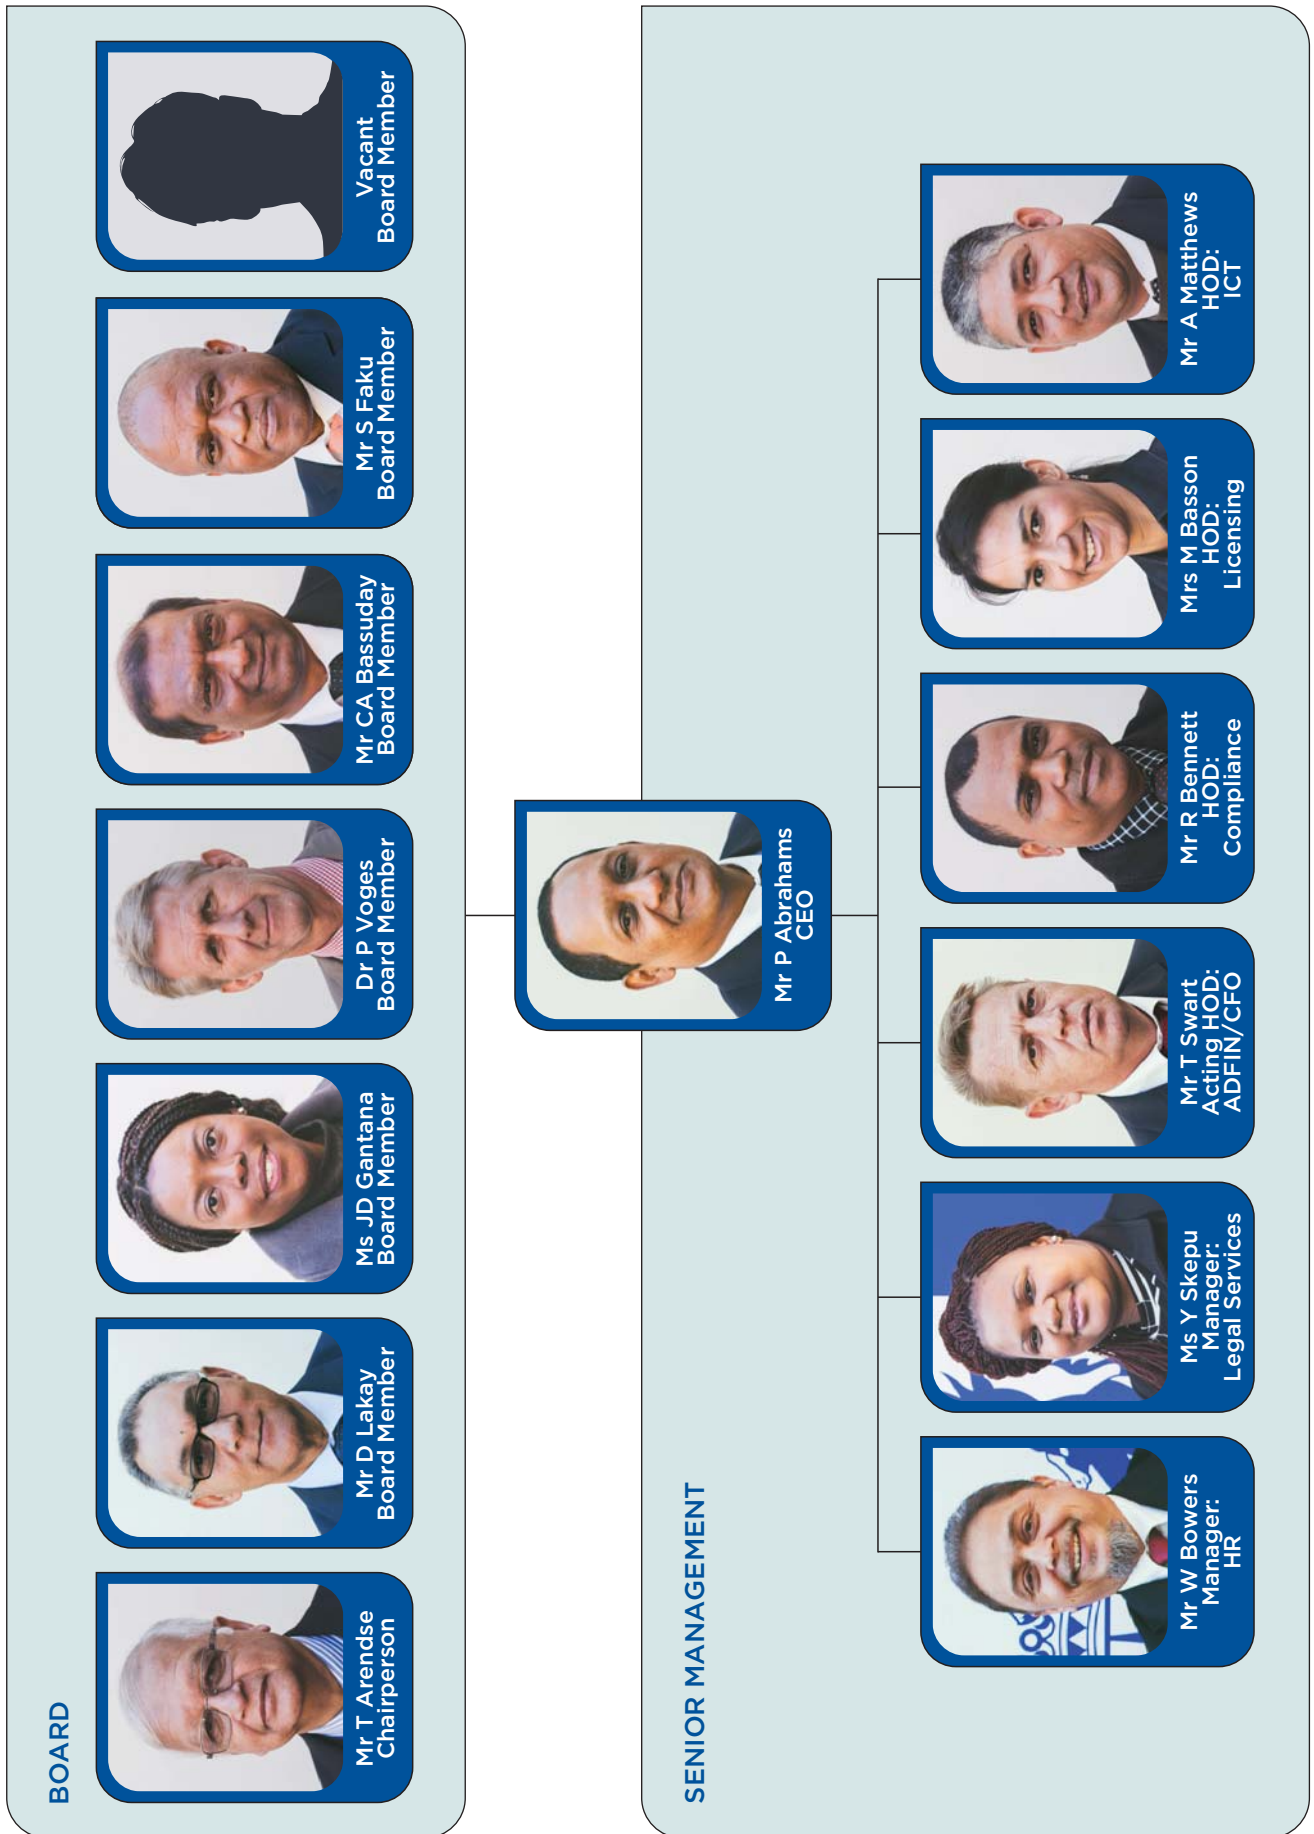 BOARD
Mr T Arendse
Chairperson
Mr D Lakay
Board Member
Ms JD Gantana
Board Member
Dr P Voges
Board Member
Mr CA Bassuday
Board Member
Mr S Faku
Board Member
Vacant
Board Member
Mr P Abrahams
CEO
SENIOR MANAGEMENT
Mr W Bowers
Manager:
HR
Ms Y Skepu
Manager:
Legal Services
Mr T Swart
Acting HOD:
ADFIN/CFO
Mr R Bennett
HOD:
Compliance
Mrs M Basson
HOD:
Licensing
Mr A Matthews
HOD:
ICT